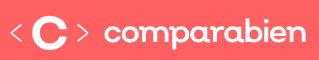 < C > comparabien